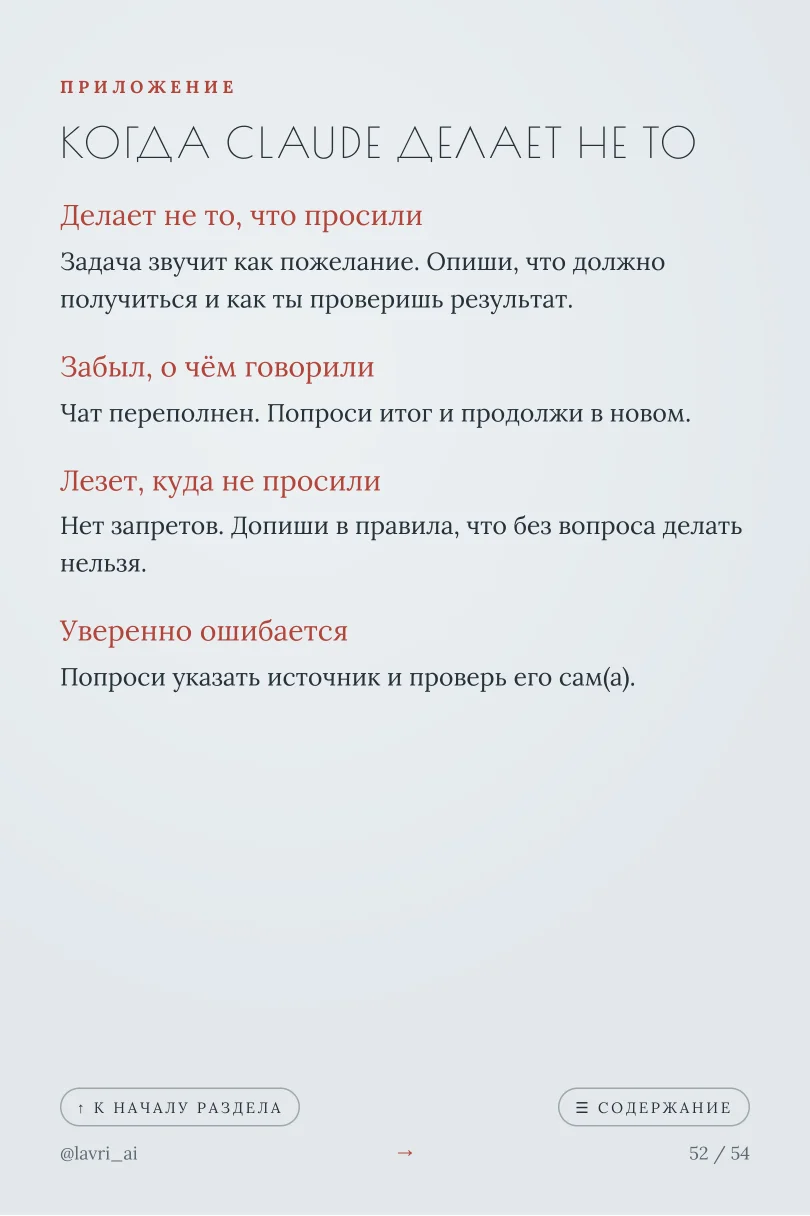 ПРИЛОЖЕНИЕ
КОГДА CLAUDE ДЕЛАЕТ НЕ ТО
Делает не то, что просили
Задача звучит как пожелание. Опиши, что должно
получиться и как ты проверишь результат.
Забыл, о чём говорили
Чат переполнен. Попроси итог и продолжи в новом.
Лезет, куда не просили
Нет запретов. Допиши в правила, что без вопроса делать
нельзя.
Уверенно ошибается
Попроси указать источник и проверь его сам(а).
↑ К НАЧАЛУ РАЗДЕЛА
☰ СОДЕРЖАНИЕ
@lavri_ai
→
52 / 54